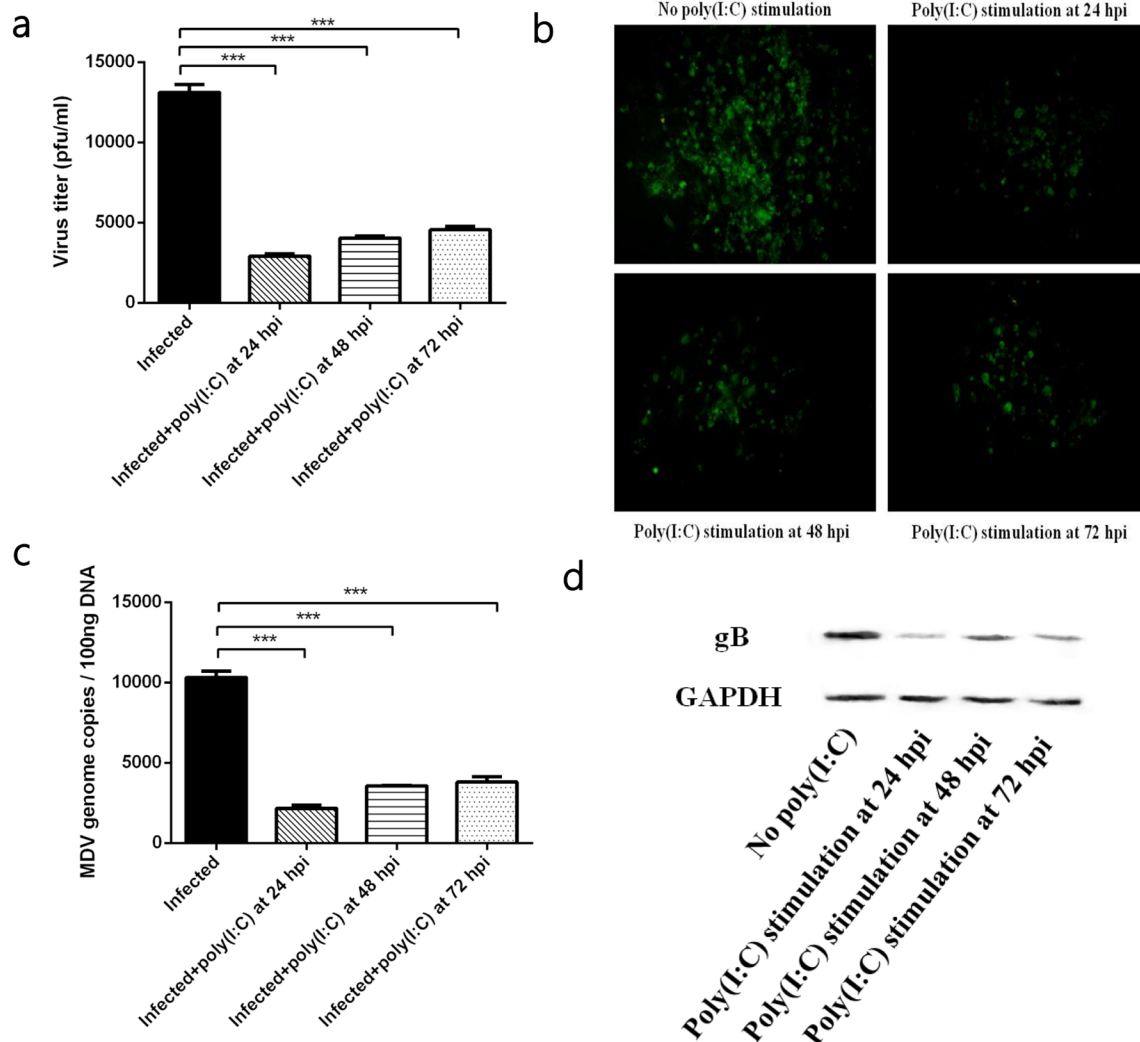 a
***
***
***
15000
10000
5000
0
Virus titer (pfu/ml)
Infected
Infected+poly(I:C) at 24 hpi
Infected+poly(I:C) at 48 hpi
Infected+poly(I:C) at 72 hpi
b
No poly(I:C) stimulation
Poly(I:C) stimulation at 24 hpi
Poly(I:C) stimulation at 48 hpi
Poly(I:C) stimulation at 72 hpi
c
***
***
***
15000
10000
5000
0
MDV genome copies / 100ng DNA
Infected
Infected+poly(I:C) at 24 hpi
Infected+poly(I:C) at 48 hpi
Infected+poly(I:C) at 72 hpi
d
gB
GAPDH
No poly(I:C)
Poly(I:C) stimulation at 24 hpi
Poly(I:C) stimulation at 48 hpi
Poly(I:C) stimulation at 72 hpi